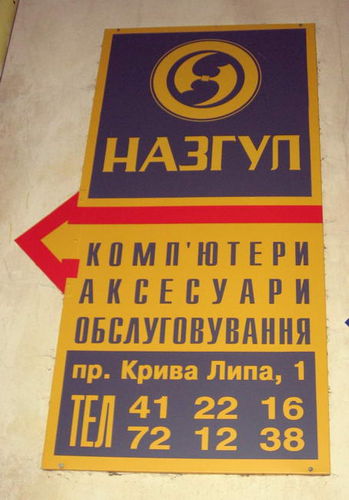 НАЗГУЛ
КОМП'ЮТЕРИ
АКСЕСУАРИ
ОБСЛУГОВУВАННЯ
пр. Крива Липа, 1
ТЕЛ 41 22 16
72 12 38